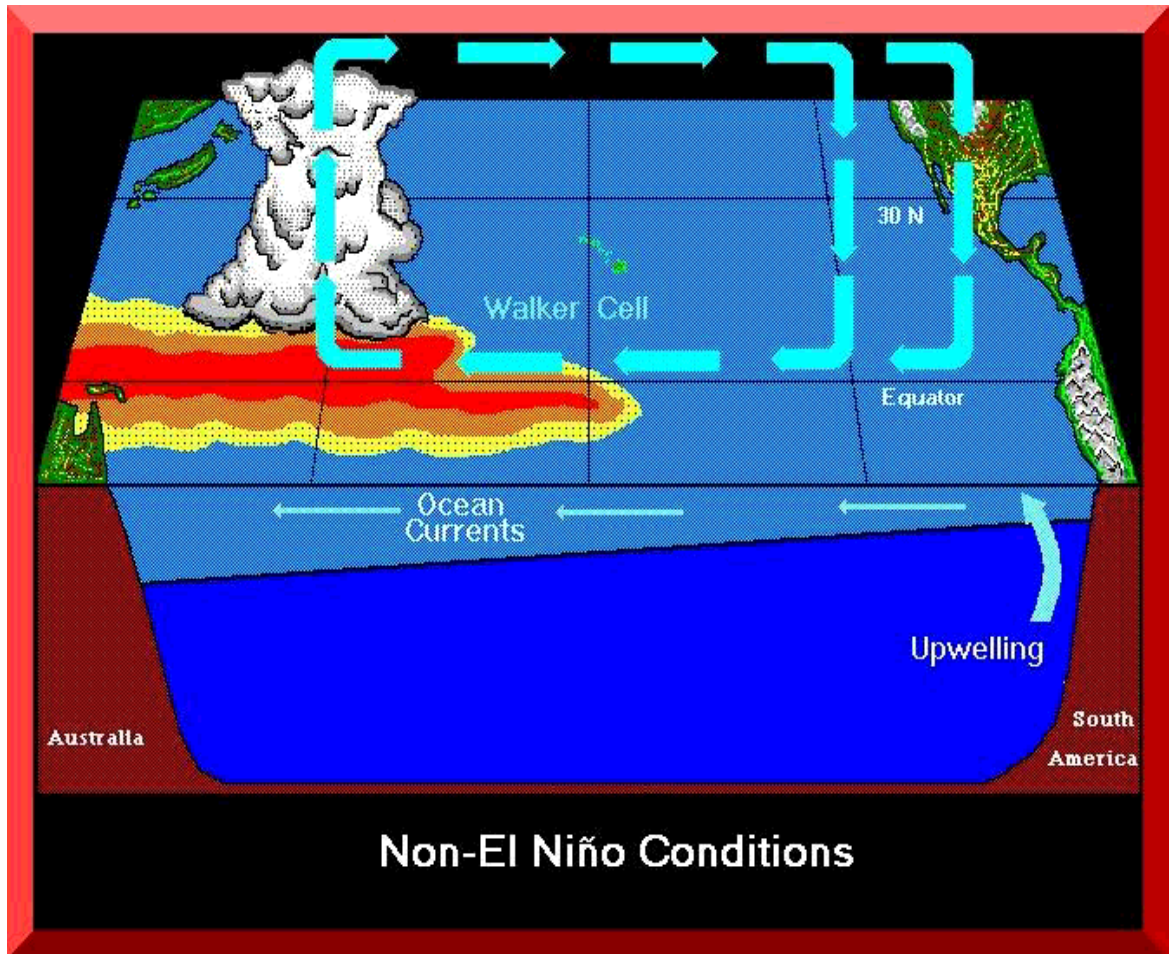 30 N
Walker Cell
Equator
Ocean
Currents
Upwelling
Australia
South
America
Non-El Niño Conditions